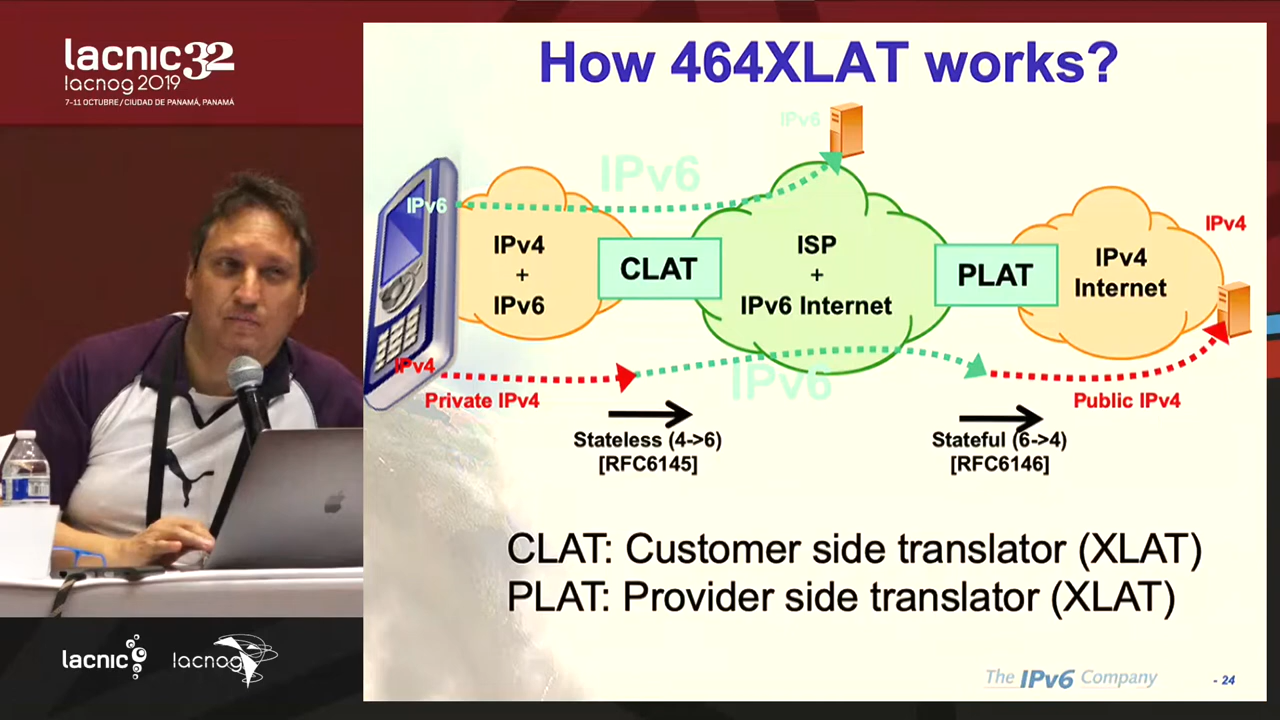 lacnic32
lacnog 2019
7-11 OCTUBRE / CIUDAD DE PANAMÁ, PANAMÁ
How 464XLAT works?
IPv6
IPv6
IPv6
IPv4
+
IPv6
CLAT
ISP
+
IPv6 Internet
PLAT
IPv4
Internet
IPv4
IPv4
Private IPv4
IPv6
Public IPv4
Stateless (4->6)
[RFC6145]
Stateful (6->4)
[RFC6146]
CLAT: Customer side translator (XLAT)
PLAT: Provider side translator (XLAT)
lacnic
lacnog
The IPv6 Company
- 24